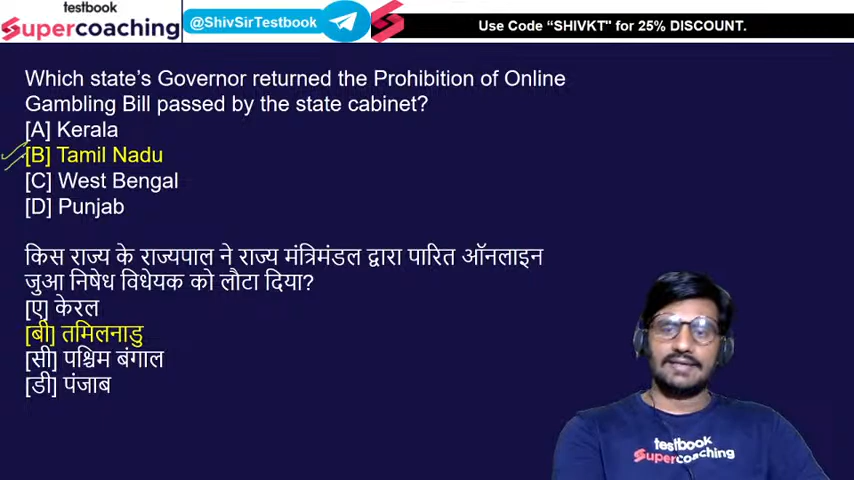 testbook
Supercoaching
@ShivSirTestbook
Use Code “SHIVKT" for 25% DISCOUNT.
Which state’s Governor returned the Prohibition of Online
Gambling Bill passed by the state cabinet?
[A] Kerala
[B] Tamil Nadu
[C] West Bengal
[D] Punjab
किस राज्य के राज्यपाल ने राज्य मंत्रिमंडल द्वारा पारित ऑनलाइन
जुआ निषेध विधेयक को लौटा दिया?
[ए] केरल
[बी] तमिलनाडु
[सी] पश्चिम बंगाल
[डी] पंजाब
testbook
Supercoaching